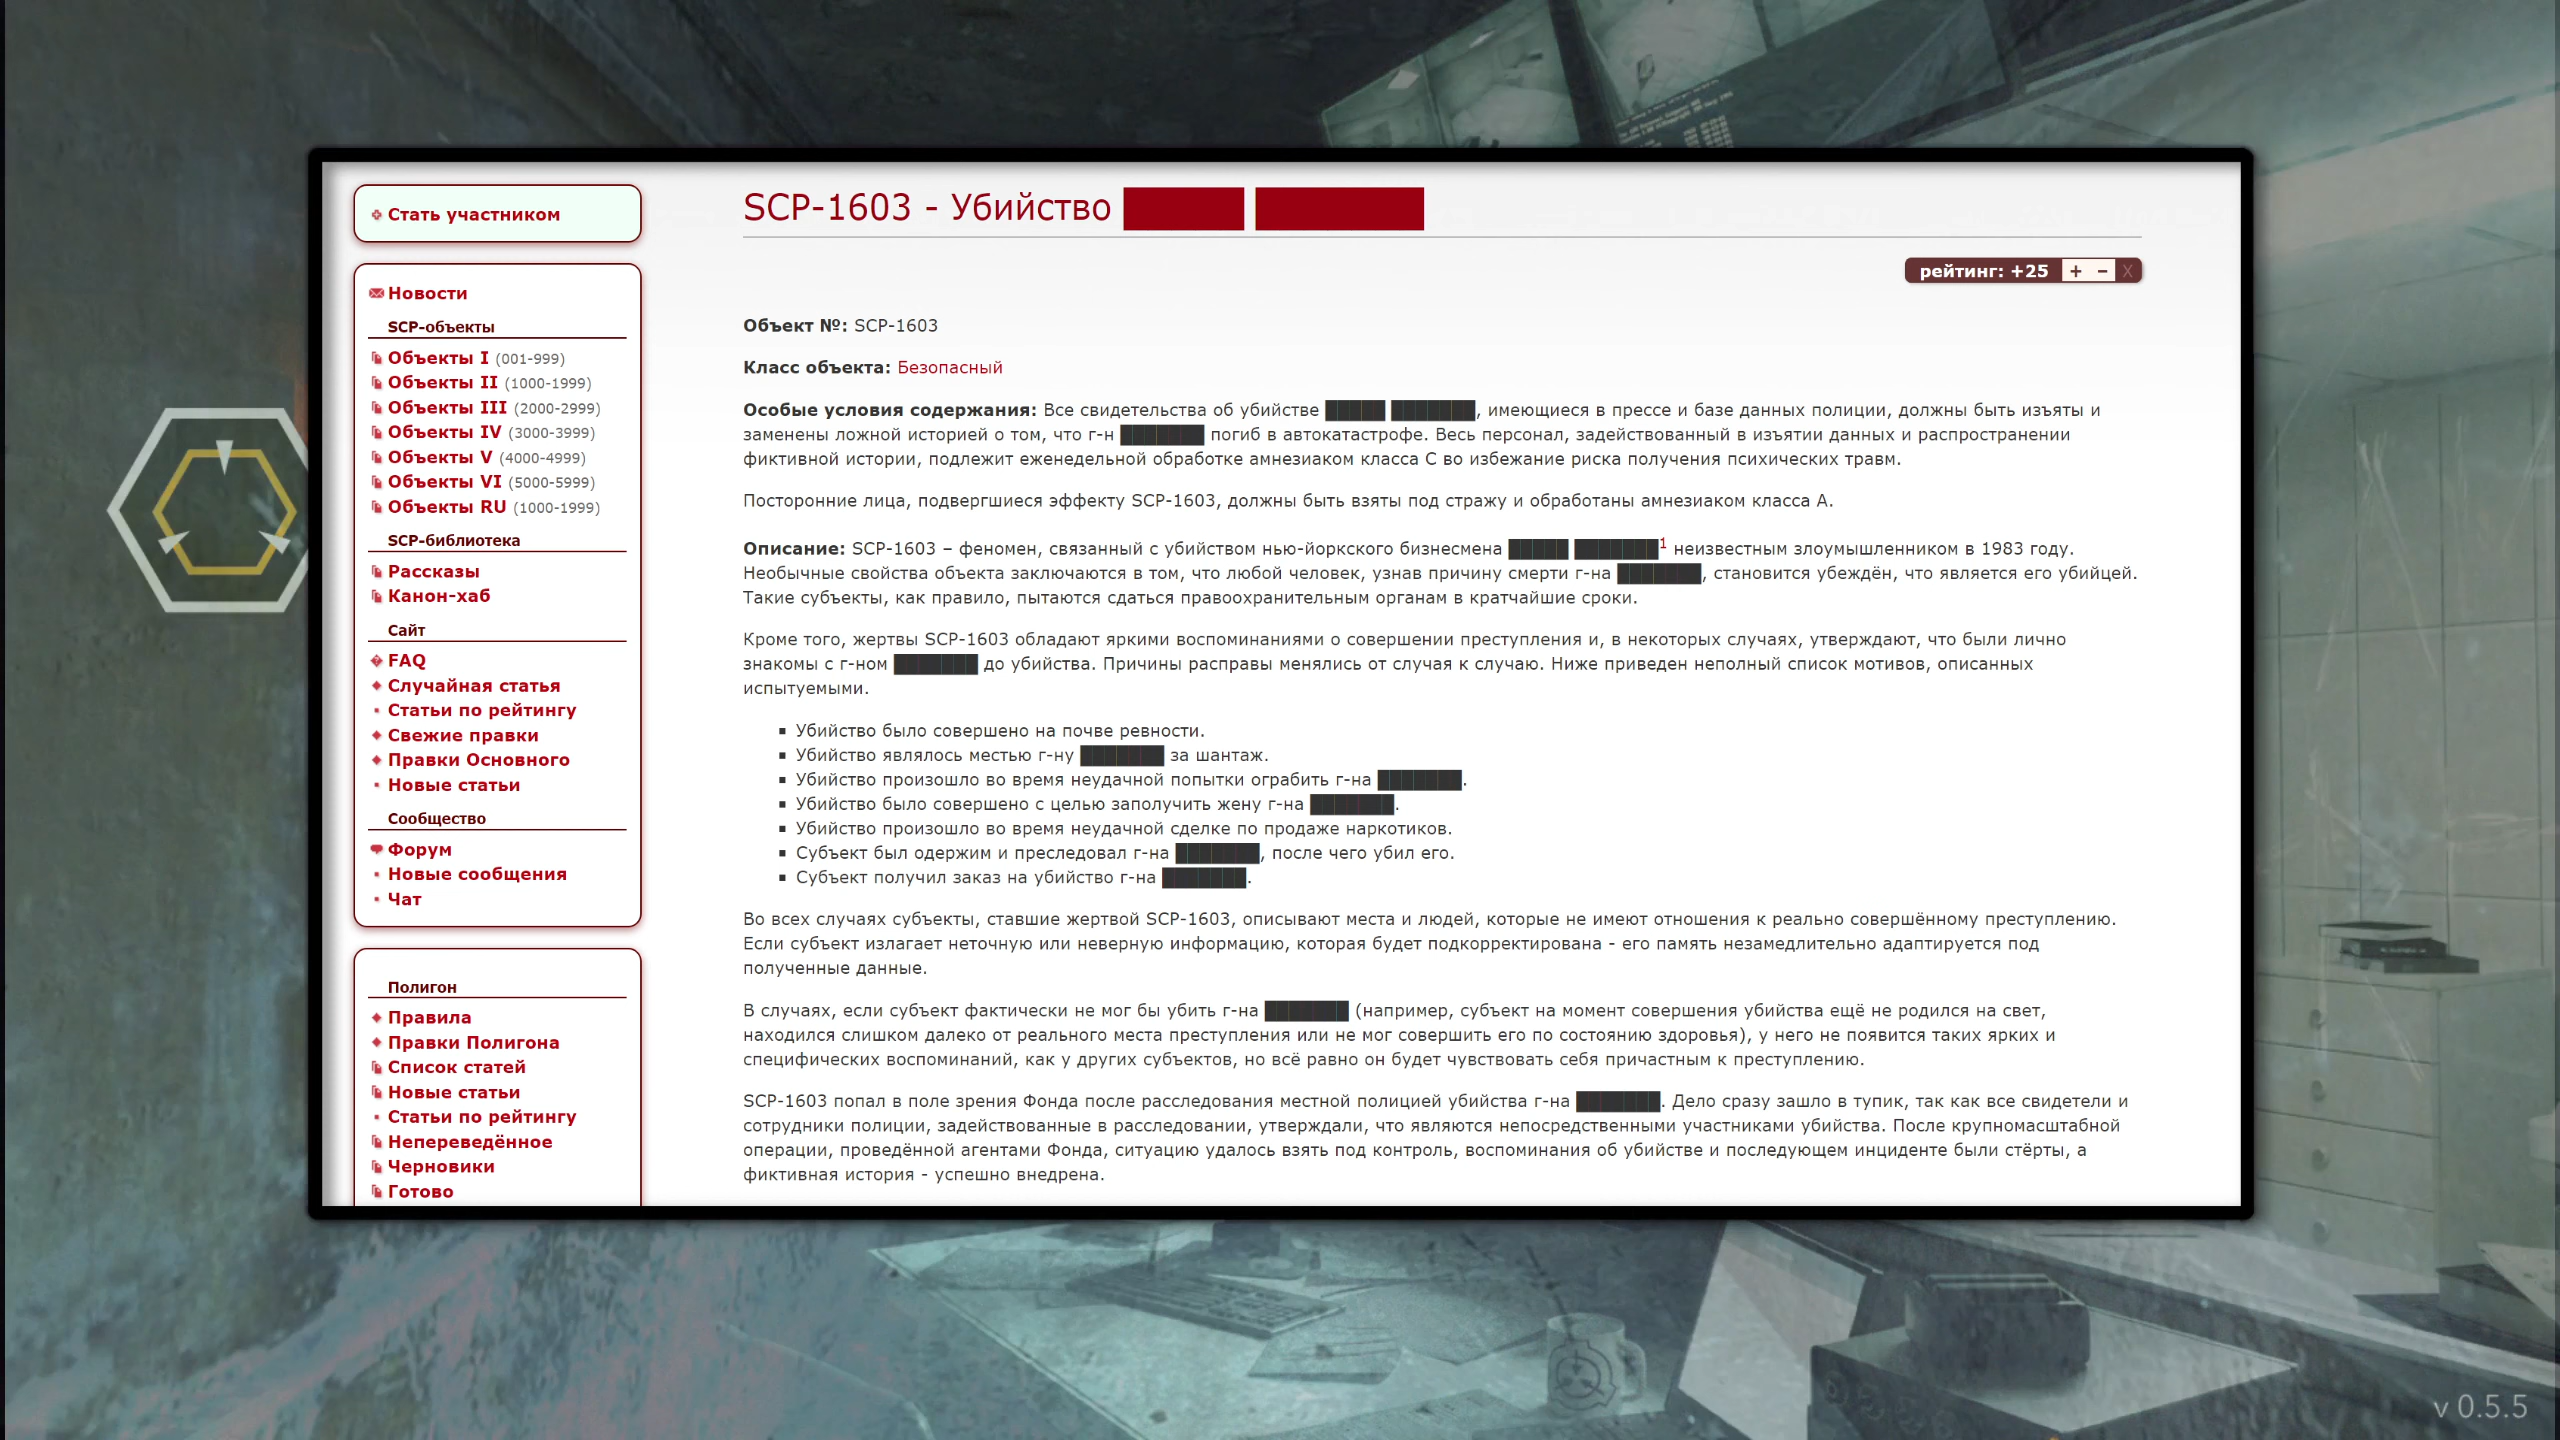 Стать участником
Новости
SCP-объекты
Объекты I (001-999)
Объекты II (1000-1999)
Объекты III (2000-2999)
Объекты IV (3000-3999)
Объекты V (4000-4999)
Объекты VI (5000-5999)
Объекты RU (1000-1999)
SCP-библиотека
Рассказы
Канон-хаб
Сайт
FAQ
Случайная статья
Статьи по рейтингу
Свежие правки
Правки Основного
Новые статьи
Сообщество
Форум
Новые сообщения
Чат
Полигон
Правила
Правки Полигона
Список статей
Новые статьи
Статьи по рейтингу
Непереведённое
Черновики
Готово
SCP-1603 - Убийство █████ ███████
рейтинг: +25 + – X
Объект №: SCP-1603
Класс объекта: Безопасный
Особые условия содержания: Все свидетельства об убийстве █████ ███████, имеющиеся в прессе и базе данных полиции, должны быть изъяты и
заменены ложной историей о том, что г-н ███████ погиб в автокатастрофе. Весь персонал, задействованный в изъятии данных и распространении
фиктивной истории, подлежит еженедельной обработке амнезиаком класса C во избежание риска получения психических травм.
Посторонние лица, подвергшиеся эффекту SCP-1603, должны быть взяты под стражу и обработаны амнезиаком класса A.
Описание: SCP-1603 – феномен, связанный с убийством нью-йоркского бизнесмена █████ ███████1 неизвестным злоумышленником в 1983 году.
Необычные свойства объекта заключаются в том, что любой человек, узнав причину смерти г-на ███████, становится убеждён, что является его убийцей.
Такие субъекты, как правило, пытаются сдаться правоохранительным органам в кратчайшие сроки.
Кроме того, жертвы SCP-1603 обладают яркими воспоминаниями о совершении преступления и, в некоторых случаях, утверждают, что были лично
знакомы с г-ном ███████ до убийства. Причины расправы менялись от случая к случаю. Ниже приведен неполный список мотивов, описанных
испытуемыми.
▪ Убийство было совершено на почве ревности.
▪ Убийство являлось местью г-ну ███████ за шантаж.
▪ Убийство произошло во время неудачной попытки ограбить г-на ███████.
▪ Убийство было совершено с целью заполучить жену г-на ███████.
▪ Убийство произошло во время неудачной сделке по продаже наркотиков.
▪ Субъект был одержим и преследовал г-на ███████, после чего убил его.
▪ Субъект получил заказ на убийство г-на ███████.
Во всех случаях субъекты, ставшие жертвой SCP-1603, описывают места и людей, которые не имеют отношения к реально совершённому преступлению.
Если субъект излагает неточную или неверную информацию, которая будет подкорректирована - его память незамедлительно адаптируется под
полученные данные.
В случаях, если субъект фактически не мог бы убить г-на ███████ (например, субъект на момент совершения убийства ещё не родился на свет,
находился слишком далеко от реального места преступления или не мог совершить его по состоянию здоровья), у него не появится таких ярких и
специфических воспоминаний, как у других субъектов, но всё равно он будет чувствовать себя причастным к преступлению.
SCP-1603 попал в поле зрения Фонда после расследования местной полицией убийства г-на ███████. Дело сразу зашло в тупик, так как все свидетели и
сотрудники полиции, задействованные в расследовании, утверждали, что являются непосредственными участниками убийства. После крупномасштабной
операции, проведённой агентами Фонда, ситуацию удалось взять под контроль, воспоминания об убийстве и последующем инциденте были стёрты, а
фиктивная история - успешно внедрена.
v 0.5.5